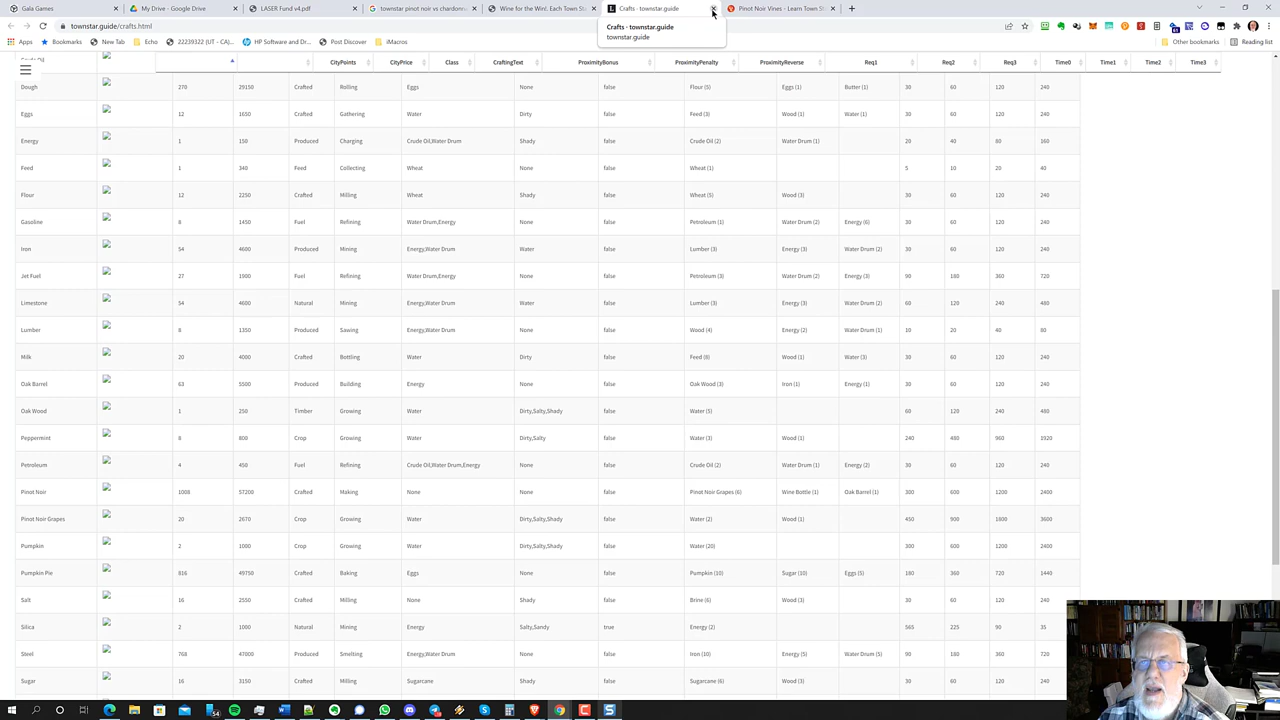 Gala Games
My Drive - Google Drive
LASER Fund v4.pdf
townstar pinot noir vs chardonn
Wine for the Win!. Each Town St
Crafts - townstar.guide
Pinot Noir Vines - Learn Town St
townstar.guide/crafts.html
Crafts - townstar.guide
townstar.guide
Apps Bookmarks New Tab Echo 22239322 (UT - CA)... HP Software and Dr... Post Discover iMacros Other bookmarks Reading list
CityPoints CityPrice Class CraftingText ProximityBonus ProximityPenalty ProximityReverse Req1 Req2 Req3 Time0 Time1 Time2 Time3
Crude Oil
Dough 270 29150 Crafted Rolling Eggs None false Flour (5) Eggs (1) Butter (1) 30 60 120 240
Eggs 12 1650 Crafted Gathering Water Dirty false Feed (3) Wood (1) Water (1) 30 60 120 240
Energy 1 150 Produced Charging Crude Oil,Water Drum Shady false Crude Oil (2) Water Drum (1) 20 40 80 160
Feed 1 340 Feed Collecting Wheat None false Wheat (1) 5 10 20 40
Flour 12 2250 Crafted Milling Wheat Shady false Wheat (5) Wood (3) 30 60 120 240
Gasoline 8 1450 Fuel Refining Water Drum,Energy None false Petroleum (1) Water Drum (2) Energy (6) 30 60 120 240
Iron 54 4600 Produced Mining Energy,Water Drum Water false Lumber (3) Energy (3) Water Drum (2) 30 60 120 240
Jet Fuel 27 1900 Fuel Refining Water Drum,Energy None false Petroleum (3) Water Drum (2) Energy (3) 90 180 360 720
Limestone 54 4600 Natural Mining Energy,Water Drum Water false Lumber (3) Energy (3) Water Drum (2) 60 120 240 480
Lumber 8 1350 Produced Sawing Energy,Water Drum None false Wood (4) Energy (2) Water Drum (1) 10 20 40 80
Milk 20 4000 Crafted Bottling Water Dirty false Feed (8) Wood (1) Water (3) 30 60 120 240
Oak Barrel 63 5500 Produced Building Energy None false Oak Wood (3) Iron (1) Energy (1) 30 60 120 240
Oak Wood 1 250 Timber Growing Water Dirty,Salty,Shady false Water (5) 60 120 240 480
Peppermint 8 800 Crop Growing Water Dirty,Salty false Water (3) Wood (1) 240 480 960 1920
Petroleum 4 450 Fuel Refining Crude Oil,Water Drum,Energy None false Crude Oil (2) Water Drum (1) Energy (2) 30 60 120 240
Pinot Noir 1008 57200 Crafted Making None None false Pinot Noir Grapes (6) Wine Bottle (1) Oak Barrel (1) 300 600 1200 2400
Pinot Noir Grapes 20 2670 Crop Growing Water Dirty,Salty,Shady false Water (2) Wood (1) 450 900 1800 3600
Pumpkin 2 1000 Crop Growing Water Dirty,Salty,Shady false Water (20) 300 600 1200 2400
Pumpkin Pie 816 49750 Crafted Baking Eggs None false Pumpkin (10) Sugar (10) Eggs (5) 180 360 720 1440
Salt 16 2550 Crafted Milling None Shady false Brine (6) Wood (3) 30 60 120 240
Silica 2 1000 Natural Mining Energy Salty,Sandy true Energy (2) 565 225 90 35
Steel 768 47000 Produced Smelting Energy,Water Drum None false Iron (10) Energy (5) Water Drum (5) 90 180 360 720
Sugar 16 3150 Crafted Milling Sugarcane Shady false Sugarcane (6) Wood (3) 30 60 120 240